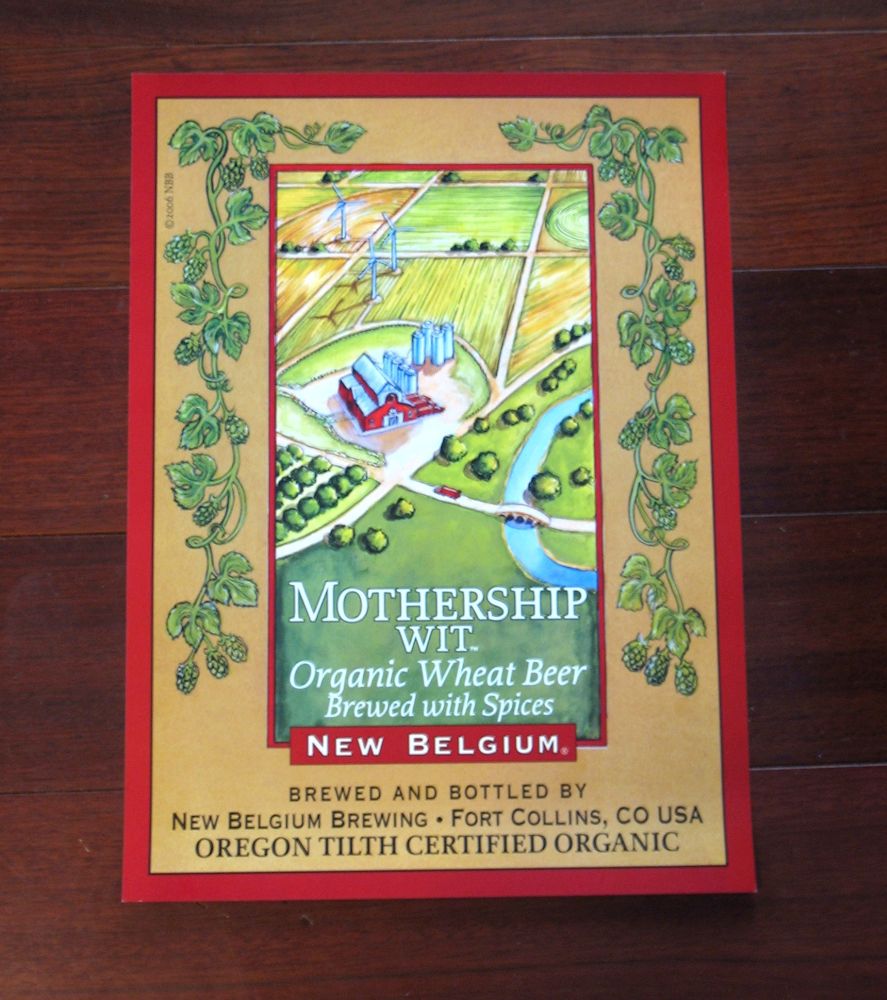 ©2006 NBB
MOTHERSHIP
WIT™
Organic Wheat Beer
Brewed with Spices
NEW BELGIUM®
BREWED AND BOTTLED BY
NEW BELGIUM BREWING • FORT COLLINS, CO USA
OREGON TILTH CERTIFIED ORGANIC